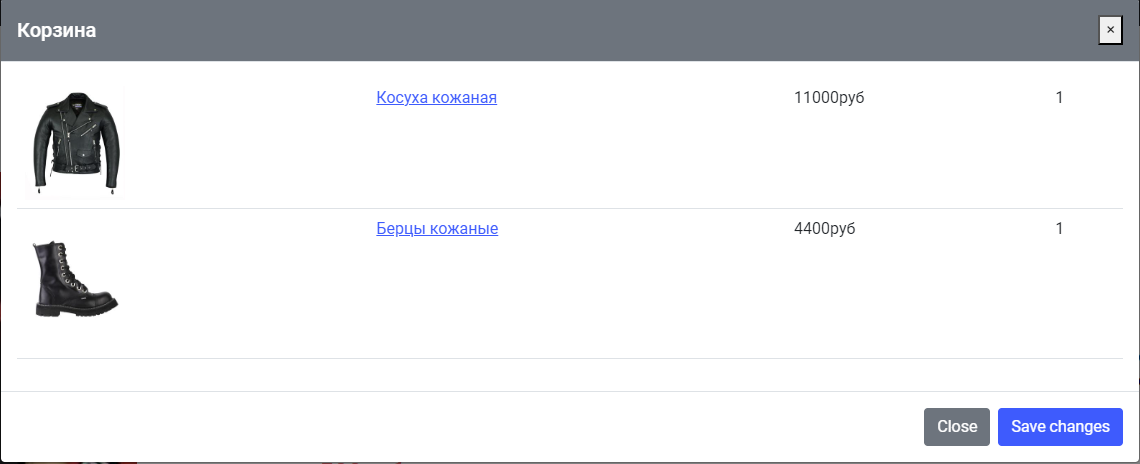 Корзина
×
Косуха кожаная 11000руб 1
Берцы кожаные 4400руб 1
Close Save changes